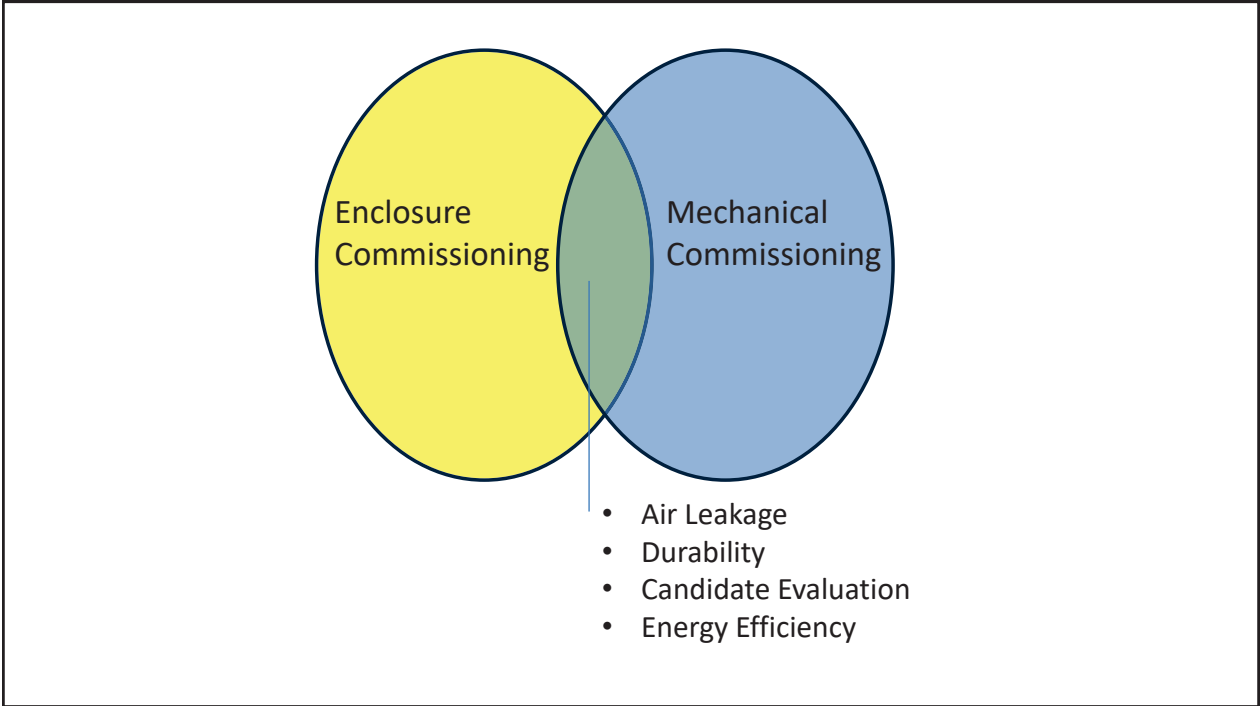 Enclosure
Commissioning
Mechanical
Commissioning
• Air Leakage
• Durability
• Candidate Evaluation
• Energy Efficiency